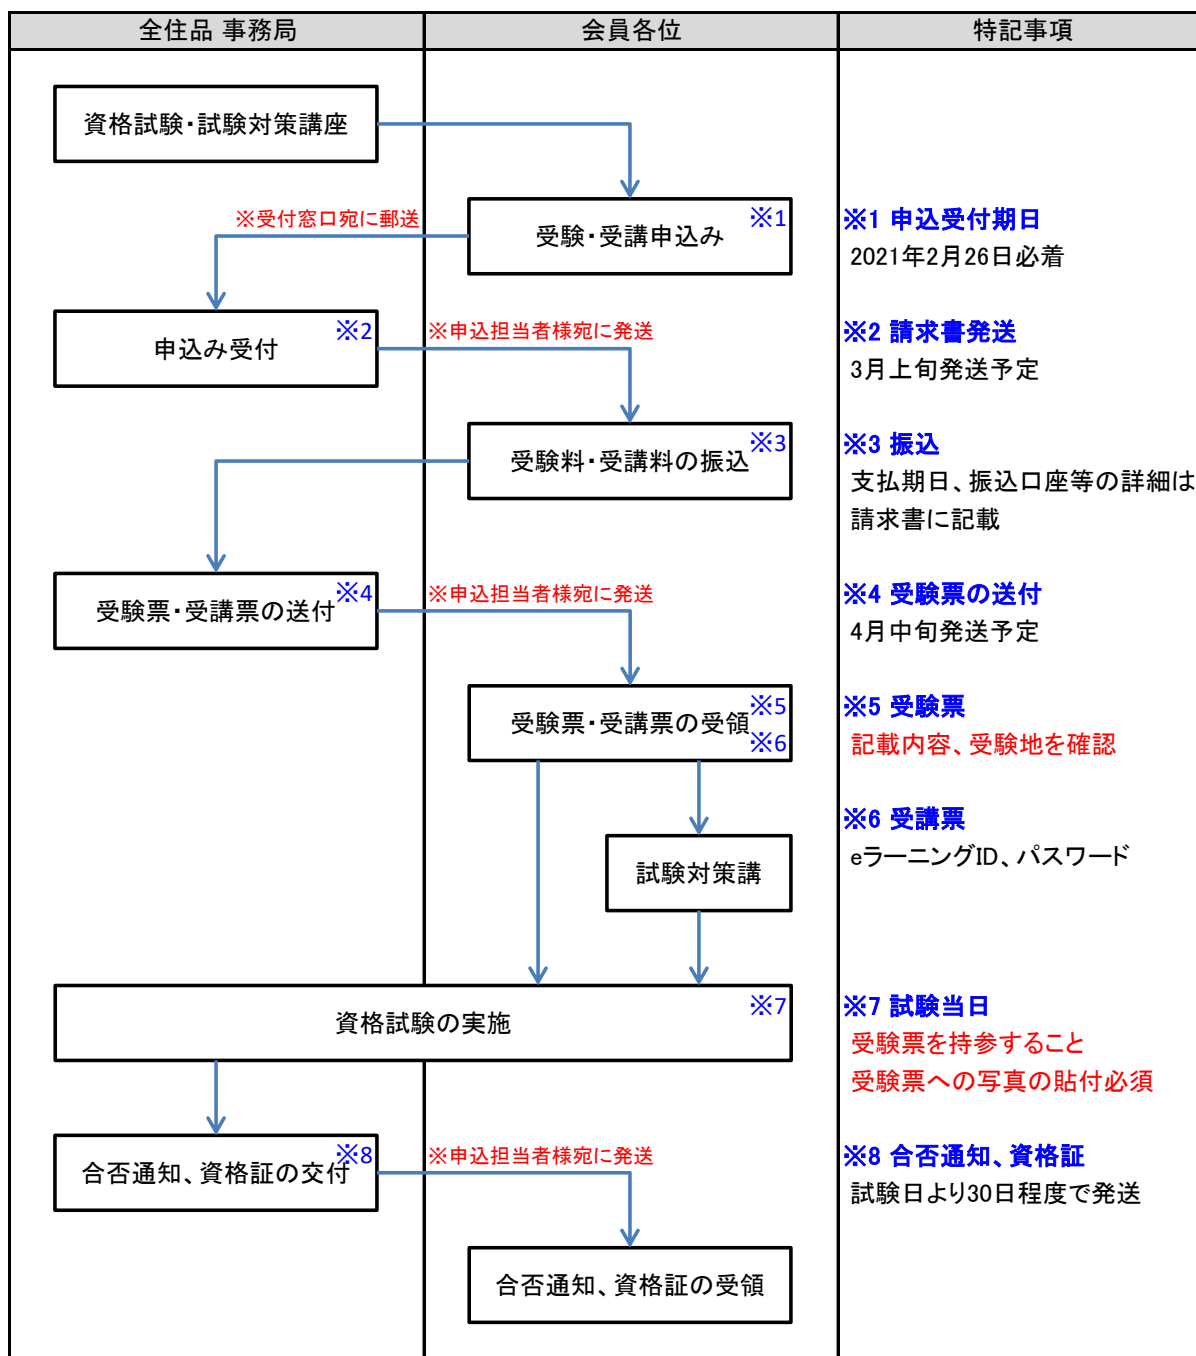 全住品 事務局
会員各位
特記事項
資格試験・試験対策講座
※受付窓口宛に郵送
受験・受講申込み
※1
※1 申込受付期日
2021年2月26日必着
申込み受付
※2
※申込担当者様宛に発送
※2 請求書発送
3月上旬発送予定
受験料・受講料の振込
※3
※3 振込
支払期日、振込口座等の詳細は
請求書に記載
受験票・受講票の送付
※4
※申込担当者様宛に発送
※4 受験票の送付
4月中旬発送予定
受験票・受講票の受領
※5
※6
※5 受験票
記載内容、受験地を確認
※6 受講票
eラーニングID、パスワード
試験対策講
資格試験の実施
※7
※7 試験当日
受験票を持参すること
受験票への写真の貼付必須
合否通知、資格証の交付
※8
※申込担当者様宛に発送
※8 合否通知、資格証
試験日より30日程度で発送
合否通知、資格証の受領